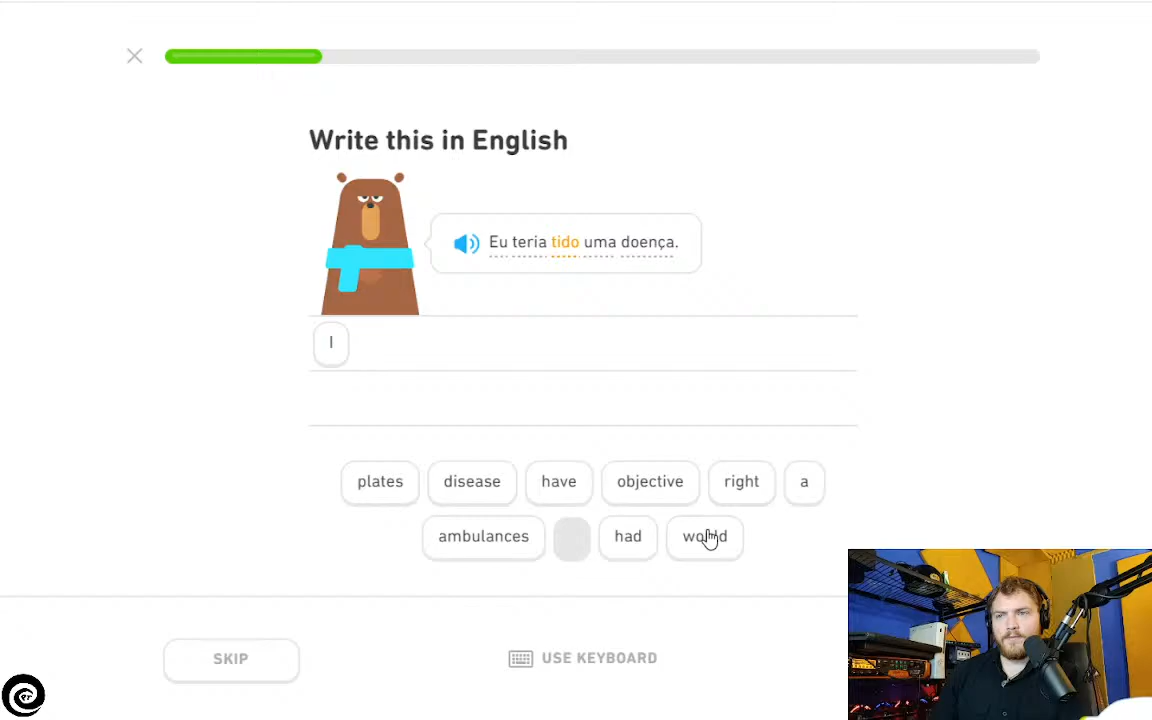 Write this in English
Eu teria tido uma doença.
I
plates disease have objective right a
ambulances had would
SKIP USE KEYBOARD